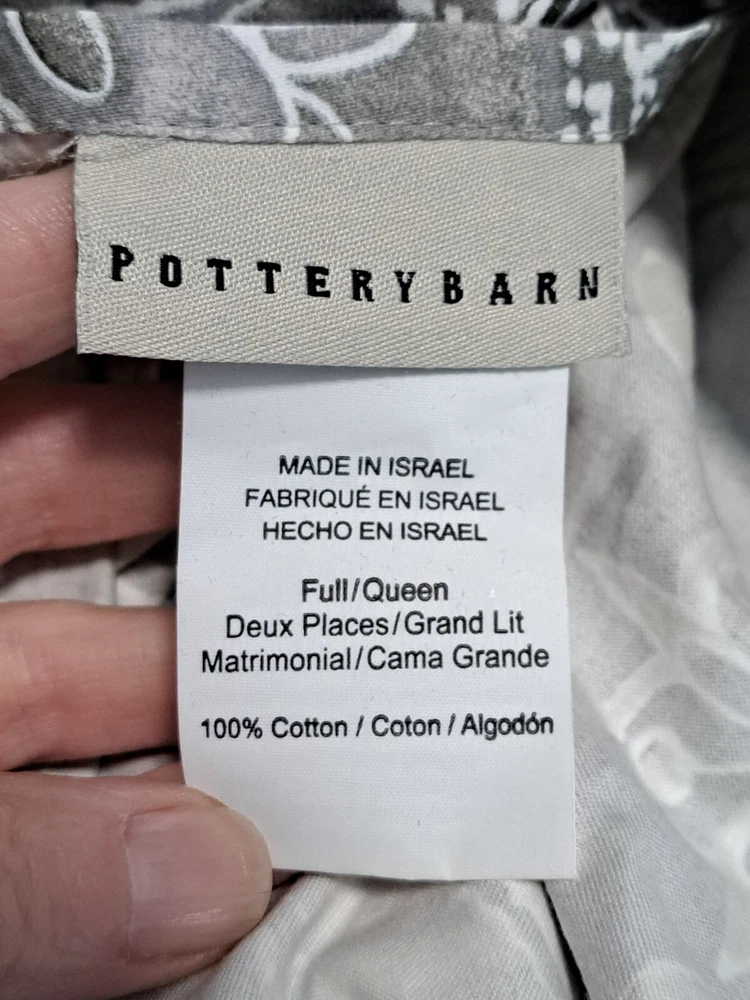 POTTERYBARN
MADE IN ISRAEL
FABRIQUÉ EN ISRAEL
HECHO EN ISRAEL
Full/Queen
Deux Places/Grand Lit
Matrimonial/Cama Grande
100% Cotton / Coton / Algodón